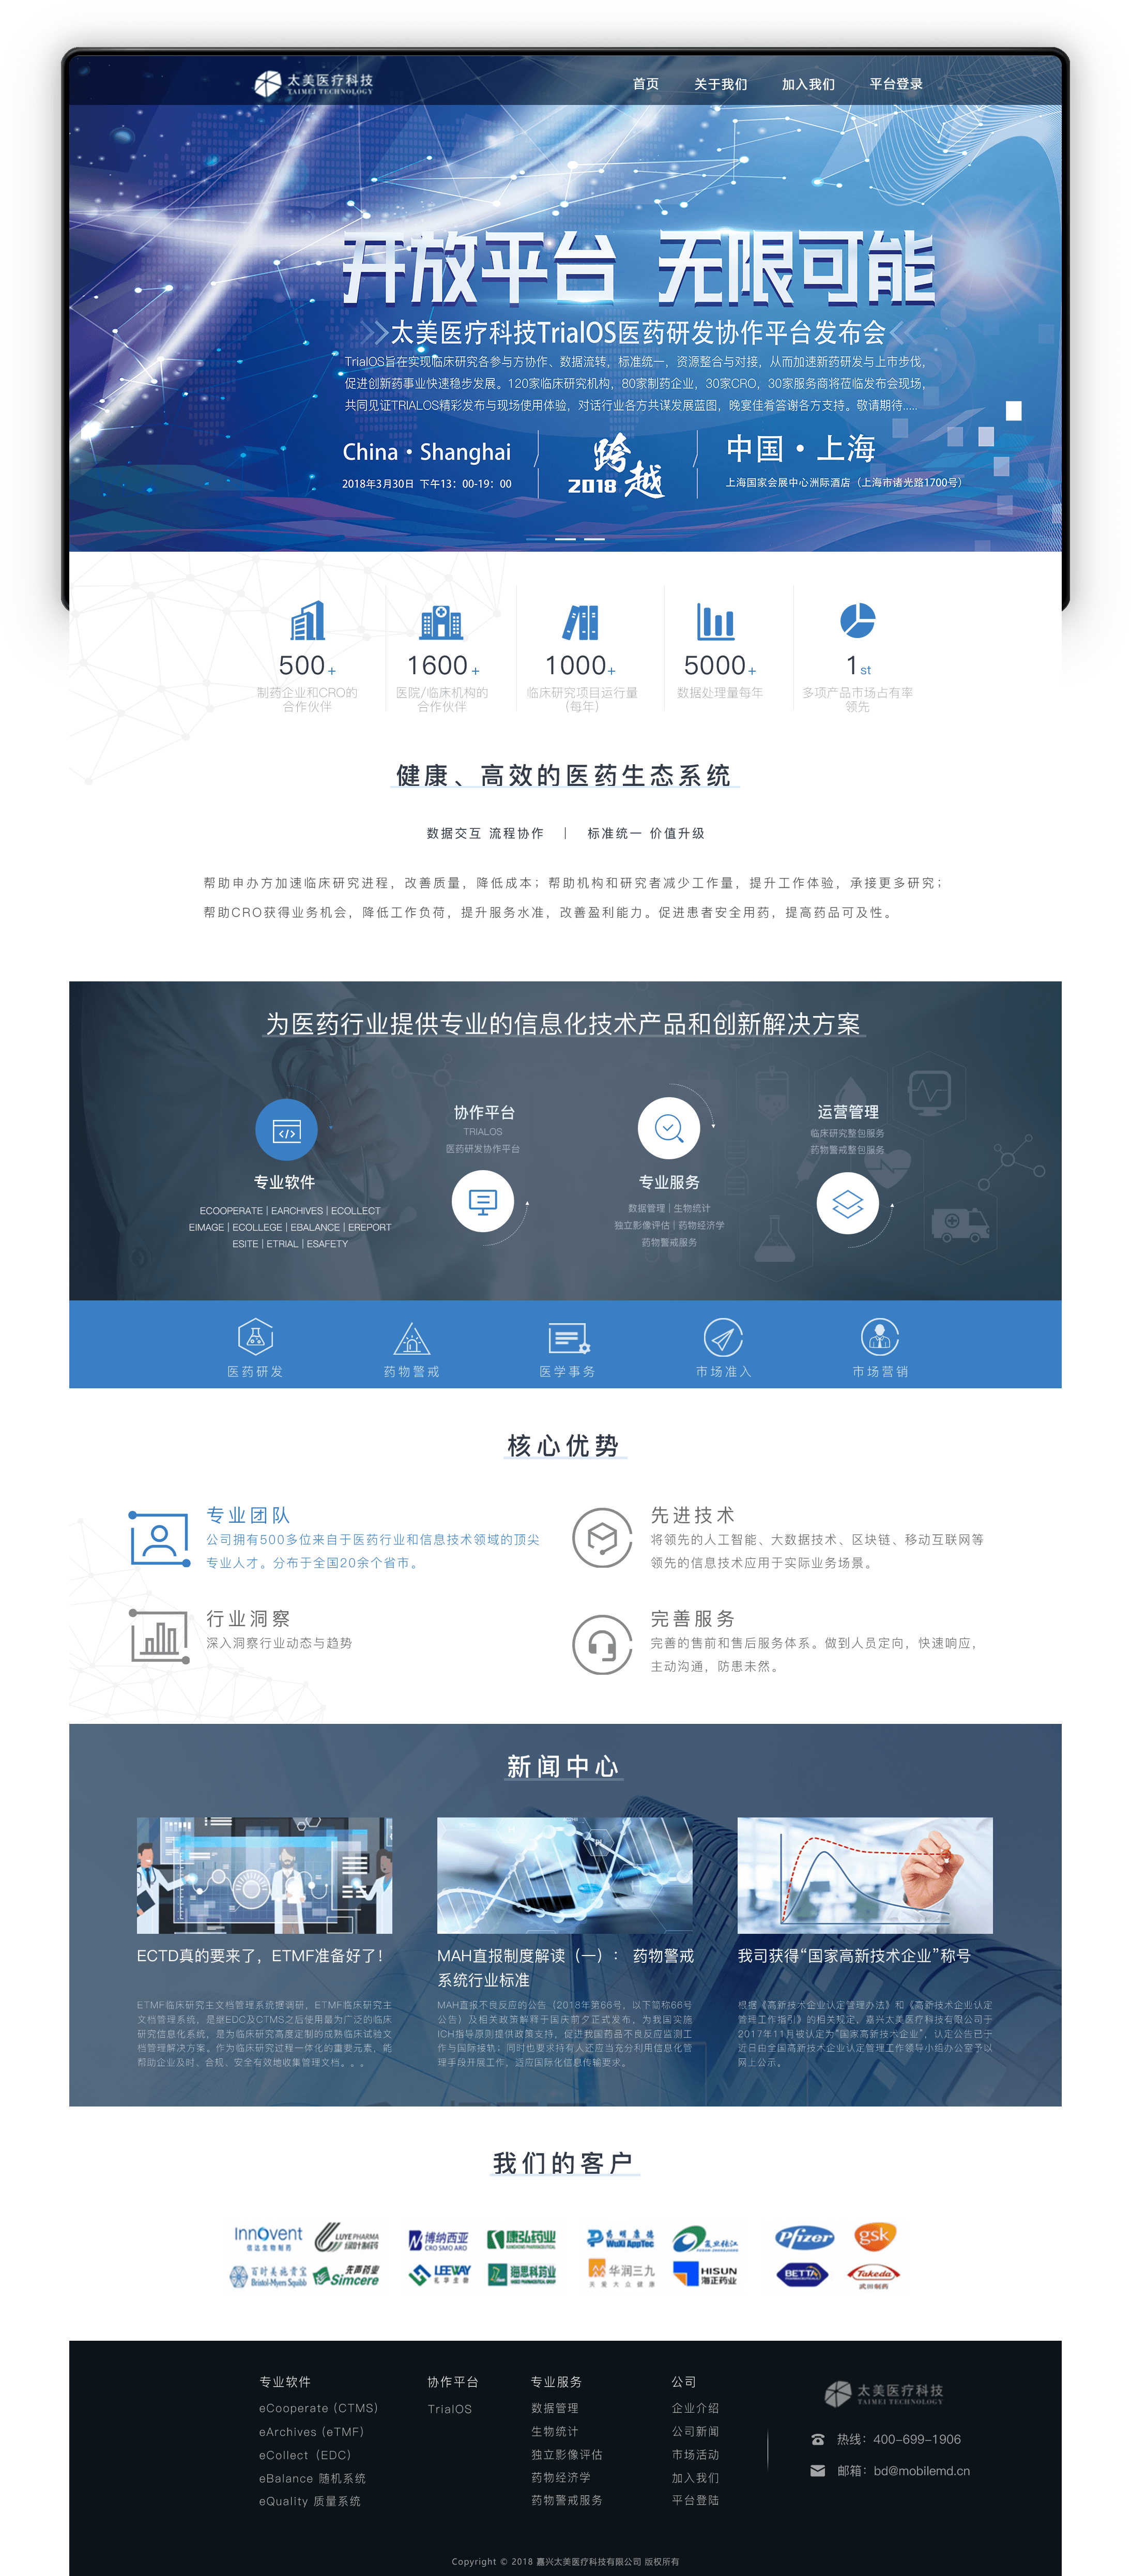 太美医疗科技
TAIMEI TECHNOLOGY
首页 关于我们 加入我们 平台登录
开放平台 无限可能
太美医疗科技TrialOS医药研发协作平台发布会
TrialOS旨在实现临床研究各参与方协作、数据流转，标准统一，资源整合与对接，从而加速新药研发与上市步伐，
促进创新药事业快速稳步发展。120家临床研究机构，80家制药企业，30家CRO，30家服务商将莅临发布会现场，
共同见证TRIALOS精彩发布与现场使用体验，对话行业各方共谋发展蓝图，晚宴佳肴答谢各方支持。敬请期待.....
China·Shanghai
2018年3月30日 下午13：00-19：00
跨越
2018
中国·上海
上海国家会展中心洲际酒店（上海市诸光路1700号）
500+
制药企业和CRO的
合作伙伴
1600+
医院/临床机构的
合作伙伴
1000+
临床研究项目运行量
（每年）
5000+
数据处理量每年
1st
多项产品市场占有率
领先
健康、高效的医药生态系统
数据交互 流程协作 | 标准统一 价值升级
帮助申办方加速临床研究进程，改善质量，降低成本；帮助机构和研究者减少工作量，提升工作体验，承接更多研究；
帮助CRO获得业务机会，降低工作负荷，提升服务水准，改善盈利能力。促进患者安全用药，提高药品可及性。
为医药行业提供专业的信息化技术产品和创新解决方案
专业软件
ECOOPERATE | EARCHIVES | ECOLLECT
EIMAGE | ECOLLEGE | EBALANCE | EREPORT
ESITE | ETRIAL | ESAFETY
协作平台
TRIALOS
医药研发协作平台
专业服务
数据管理 | 生物统计
独立影像评估 | 药物经济学
药物警戒服务
运营管理
临床研究整包服务
药物警戒整包服务
医药研发
药物警戒
医学事务
市场准入
市场营销
核心优势
专业团队
公司拥有500多位来自于医药行业和信息技术领域的顶尖
专业人才。分布于全国20余个省市。
先进技术
将领先的人工智能、大数据技术、区块链、移动互联网等
领先的信息技术应用于实际业务场景。
行业洞察
深入洞察行业动态与趋势
完善服务
完善的售前和售后服务体系。做到人员定向，快速响应，
主动沟通，防患未然。
新闻中心
ECTD真的要来了，ETMF准备好了！
ETMF临床研究主文档管理系统据调研，ETMF临床研究主
文档管理系统，是继EDC及CTMS之后使用最为广泛的临床
研究信息化系统，是为临床研究高度定制的成熟临床试验文
档管理解决方案。作为临床研究过程一体化的重要元素，能
帮助企业及时、合规、安全有效地收集管理文档。。。
MAH直报制度解读（一）： 药物警戒
系统行业标准
MAH直报不良反应的公告（2018年第66号，以下简称66号
公告）及相关政策解释于国庆前夕正式发布，为我国实施
ICH指导原则提供政策支持，促进我国药品不良反应监测工
作与国际接轨；同时也要求持有人还应当充分利用信息化管
理手段开展工作，适应国际化信息传输要求。
我司获得“国家高新技术企业”称号
根据《高新技术企业认定管理办法》和《高新技术企业认定
管理工作指引》的相关规定，嘉兴太美医疗科技有限公司于
2017年11月被认定为“国家高新技术企业”，认定公告已于
近日由全国高新技术企业认定管理工作领导小组办公室予以
网上公示。
我们的客户
Innovent
信达生物制药
LUYE PHARMA
绿叶制药
博纳西亚
CRO SMO ARO
康弘药业
药明康德
WuXi AppTec
Pfizer
gsk
百时美施贵宝
Bristol-Myers Squibb
先声药业
Simcere
LEEWAY
海思科药业
华润三九
天爱大众健康
HISUN
海正药业
BETTA
Takeda
武田制药
专业软件
eCooperate (CTMS)
eArchives (eTMF)
eCollect（EDC）
eBalance 随机系统
eQuality 质量系统
协作平台
TrialOS
专业服务
数据管理
生物统计
独立影像评估
药物经济学
药物警戒服务
公司
企业介绍
公司新闻
市场活动
加入我们
平台登陆
太美医疗科技
TAIMEI TECHNOLOGY
热线：400-699-1906
邮箱：bd@mobilemd.cn
Copyright © 2018 嘉兴太美医疗科技有限公司 版权所有